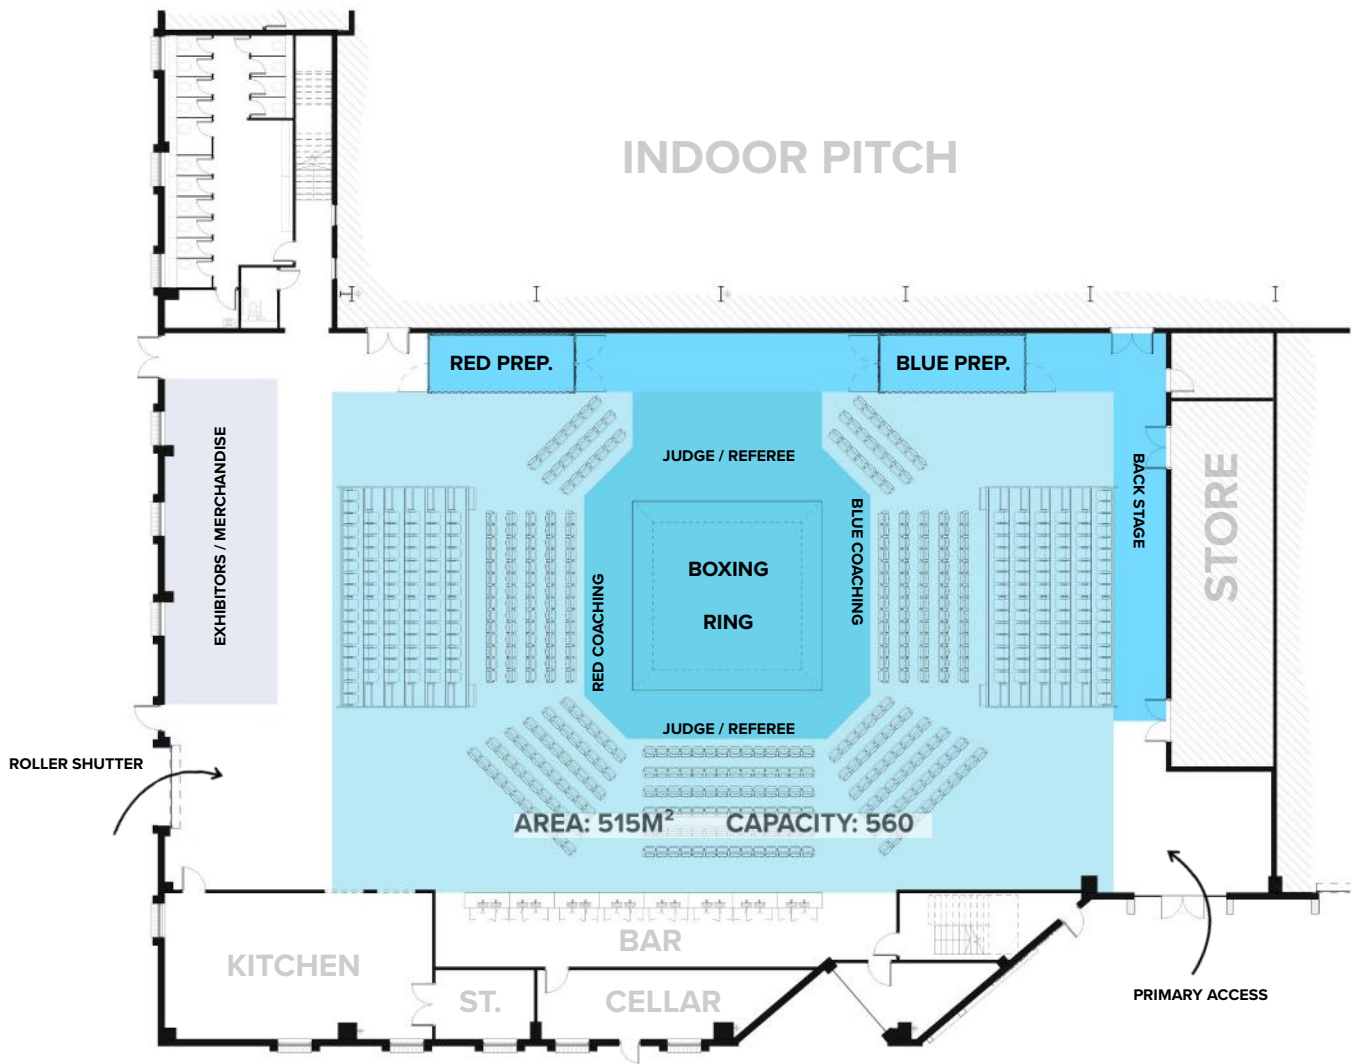 INDOOR PITCH
RED PREP.
BLUE PREP.
JUDGE / REFEREE
EXHIBITORS / MERCHANDISE
BLUE COACHING
BACK STAGE
STORE
BOXING
RING
RED COACHING
JUDGE / REFEREE
ROLLER SHUTTER
AREA: 515M² CAPACITY: 560
BAR
KITCHEN
ST.
CELLAR
PRIMARY ACCESS